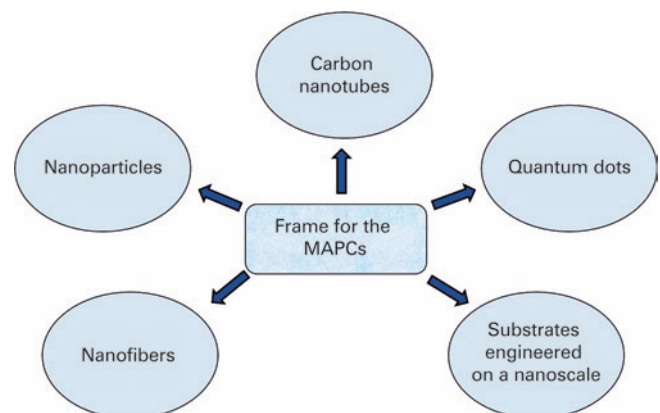 Carbon
nanotubes
Nanoparticles
Quantum dots
Frame for the
MAPCs
Nanofibers
Substrates
engineered
on a nanoscale